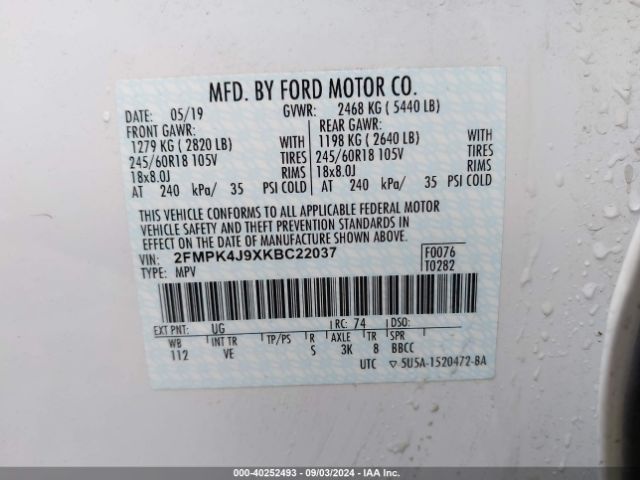 MFD. BY FORD MOTOR CO.
DATE: 05/19 GVWR: 2468 KG ( 5440 LB)
FRONT GAWR: REAR GAWR:
1279 KG ( 2820 LB) WITH 1198 KG ( 2640 LB) WITH
245/60R18 105V TIRES 245/60R18 105V TIRES
18x8.0J RIMS 18x8.0J RIMS
AT 240 kPa/ 35 PSI COLD AT 240 kPa/ 35 PSI COLD
THIS VEHICLE CONFORMS TO ALL APPLICABLE FEDERAL MOTOR
VEHICLE SAFETY AND THEFT PREVENTION STANDARDS IN
EFFECT ON THE DATE OF MANUFACTURE SHOWN ABOVE.
VIN: 2FMPK4J9XKBC22037 F0076
TYPE: MPV T0282
EXT PNT: UG RC: 74 DSO:
WB INT TR TP/PS R AXLE TR SPR
112 VE S 3K 8 BBCC
UTC ▽ 5U5A-1520472-BA
000-40252493 - 09/03/2024 - IAA Inc.